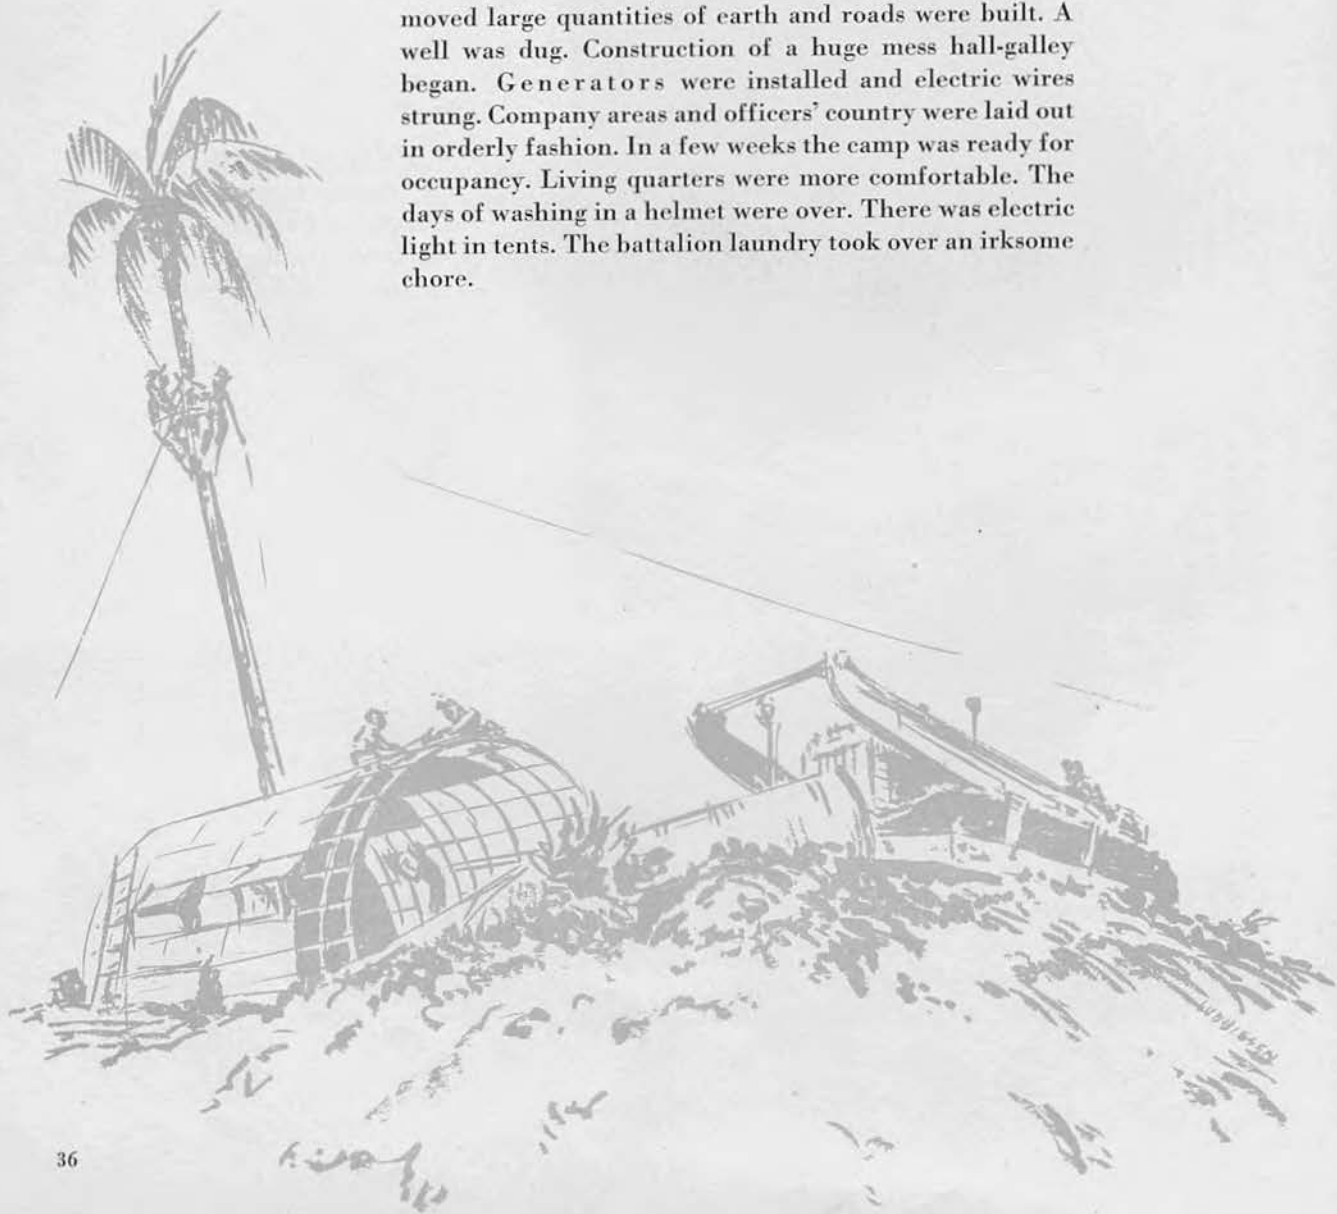 moved large quantities of earth and roads were built. A
well was dug. Construction of a huge mess hall-galley
began. Generators were installed and electric wires
strung. Company areas and officers' country were laid out
in orderly fashion. In a few weeks the camp was ready for
occupancy. Living quarters were more comfortable. The
days of washing in a helmet were over. There was electric
light in tents. The battalion laundry took over an irksome
chore.
36